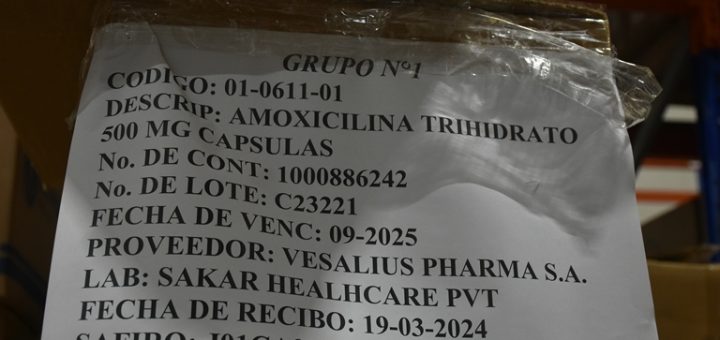 GRUPO N°1
CODIGO: 01-0611-01
DESCRIP: AMOXICILINA TRIHIDRATO
500 MG CAPSULAS
No. DE CONT: 1000886242
No. DE LOTE: C23221
FECHA DE VENC: 09-2025
PROVEEDOR: VESALIUS PHARMA S.A.
LAB: SAKAR HEALHCARE PVT
FECHA DE RECIBO: 19-03-2024